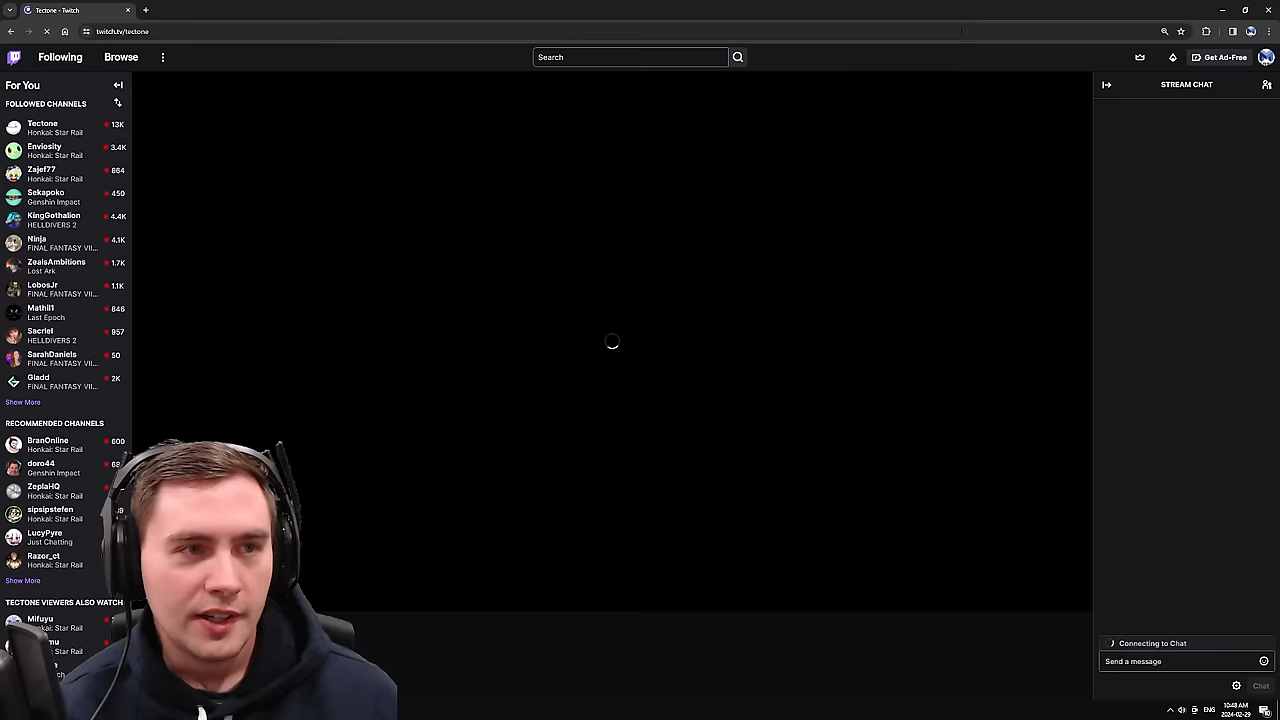 Tectone - Twitch
twitch.tv/tectone
Following
Browse
Search
Get Ad-Free
For You
FOLLOWED CHANNELS
Tectone
13K
Honkai: Star Rail
Enviosity
3.4K
Honkai: Star Rail
Zajef77
864
Honkai: Star Rail
Sekapoko
450
Genshin Impact
KingGothalion
4.4K
HELLDIVERS 2
Ninja
4.1K
FINAL FANTASY VII...
ZealsAmbitions
1.7K
Lost Ark
LobosJr
1.1K
FINAL FANTASY VII...
Mathil1
846
Last Epoch
Sacriel
957
HELLDIVERS 2
SarahDaniels
50
FINAL FANTASY VII...
Gladd
2K
FINAL FANTASY VII...
Show More
RECOMMENDED CHANNELS
BranOnline
600
Honkai: Star Rail
doro44
Genshin Impact
ZeplaHQ
Honkai: Star Rail
sipsipstefen
Honkai: Star Rail
LucyPyre
Just Chatting
Razor_ct
Honkai: Star Rail
Show More
TECTONE VIEWERS ALSO WATCH
Mifuyu
STREAM CHAT
Connecting to Chat
Send a message
Chat
ENG
10:48 AM
2024-02-29